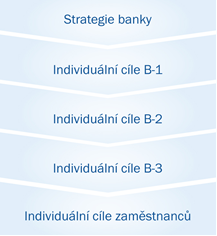 Strategie banky
Individuální cíle B-1
Individuální cíle B-2
Individuální cíle B-3
Individuální cíle zaměstnanců